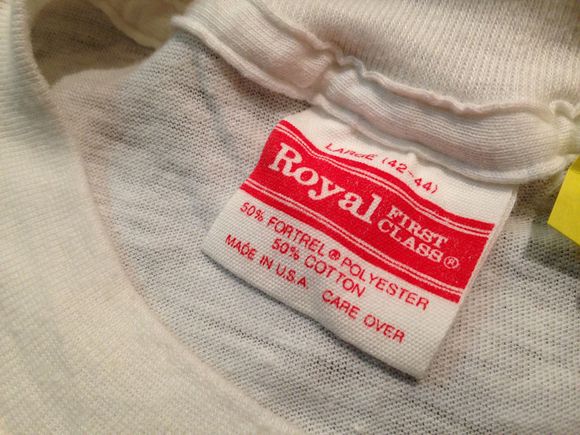 LARGE (42-44)
Royal FIRST CLASS®
50% FORTREL® POLYESTER
50% COTTON
MADE IN U.S.A. CARE OVER